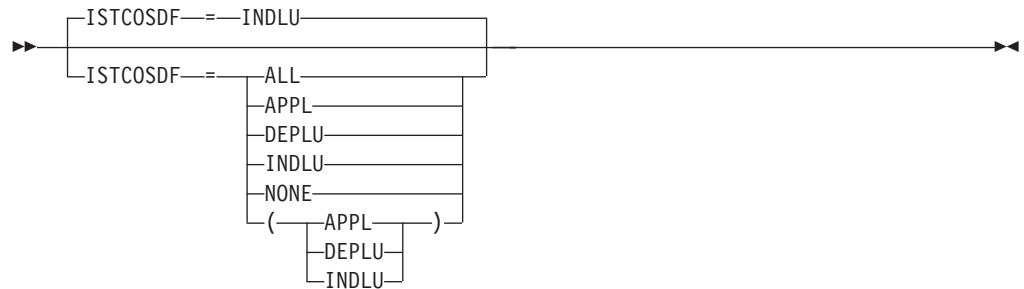 ISTCOSDF = INDLU
ISTCOSDF = ALL
APPL
DEPLU
INDLU
NONE
( APPL )
DEPLU
INDLU